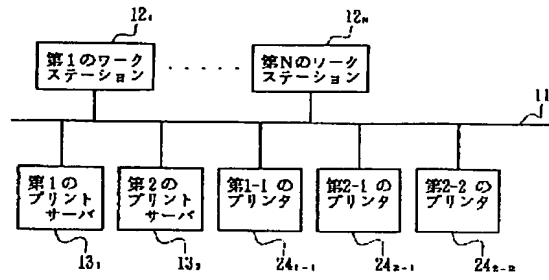 12₁
12ₙ
第1のワーク
ステーション
・・・・・
第Nのワーク
ステーション
11
第1の
プリント
サーバ
第2の
プリント
サーバ
第1-1の
プリンタ
第2-1の
プリンタ
第2-2の
プリンタ
13₁
13₂
24₁₋₁
24₂₋₁
24₂₋₂